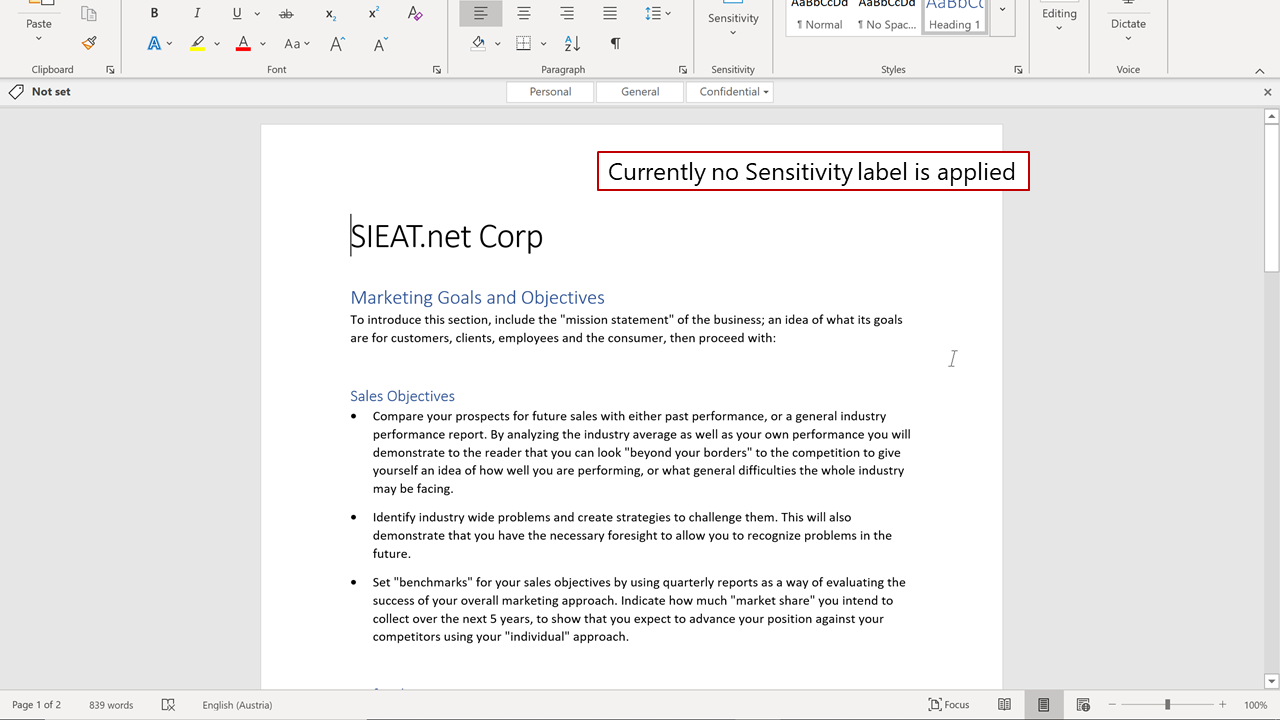 Paste
B I U ab x₂ x² A
A A Aa A A
Sensitivity
AaBbCcDd AaBbCcDd AaBbCc
¶ Normal ¶ No Spac... Heading 1
Editing
Dictate
Clipboard Font Paragraph Sensitivity Styles Voice
Not set Personal General Confidential
Currently no Sensitivity label is applied
SIEAT.net Corp
Marketing Goals and Objectives
To introduce this section, include the "mission statement" of the business; an idea of what its goals
are for customers, clients, employees and the consumer, then proceed with:
Sales Objectives
• Compare your prospects for future sales with either past performance, or a general industry
performance report. By analyzing the industry average as well as your own performance you will
demonstrate to the reader that you can look "beyond your borders" to the competition to give
yourself an idea of how well you are performing, or what general difficulties the whole industry
may be facing.
• Identify industry wide problems and create strategies to challenge them. This will also
demonstrate that you have the necessary foresight to allow you to recognize problems in the
future.
• Set "benchmarks" for your sales objectives by using quarterly reports as a way of evaluating the
success of your overall marketing approach. Indicate how much "market share" you intend to
collect over the next 5 years, to show that you expect to advance your position against your
competitors using your "individual" approach.
Page 1 of 2 839 words English (Austria) Focus 100%